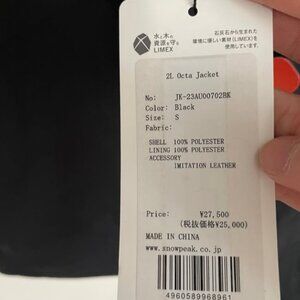 水と木の
資源を守る
LIMEX
石灰石から生まれた
環境に優しい素材(LIMEX)を
使用しています。
2L Octa Jacket
No: JK-23AU00702BK
Color: Black
Size: S
Fabric:
SHELL 100% POLYESTER
LINING 100% POLYESTER
ACCESSORY
IMITATION LEATHER
Price: ¥27,500
(税抜価格¥25,000)
MADE IN CHINA
www.snowpeak.co.jp
4960589968961